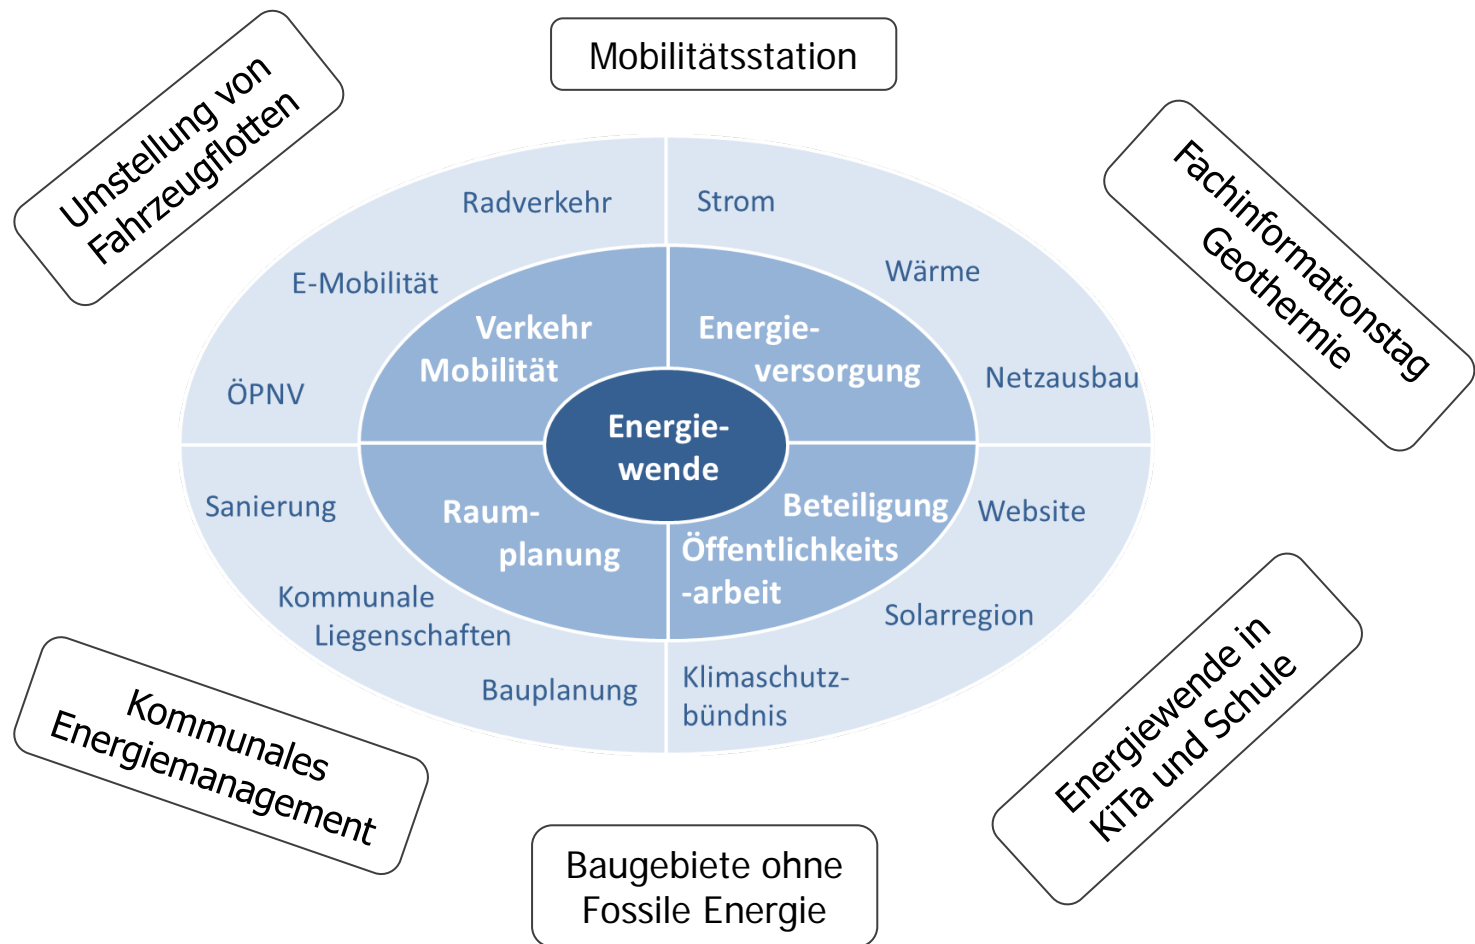 Mobilitätsstation
Umstellung von
Fahrzeugflotten
Fachinformationstag
Geothermie
Radverkehr
E-Mobilität
ÖPNV
Strom
Wärme
Netzausbau
Verkehr
Mobilität
Energie-
versorgung
Energie-
wende
Raum-
planung
Beteiligung
Öffentlichkeits
-arbeit
Sanierung
Kommunale
Liegenschaften
Bauplanung
Website
Solarregion
Klimaschutz-
bündnis
Kommunales
Energiemanagement
Baugebiete ohne
Fossile Energie
Energiewende in
KiTa und Schule